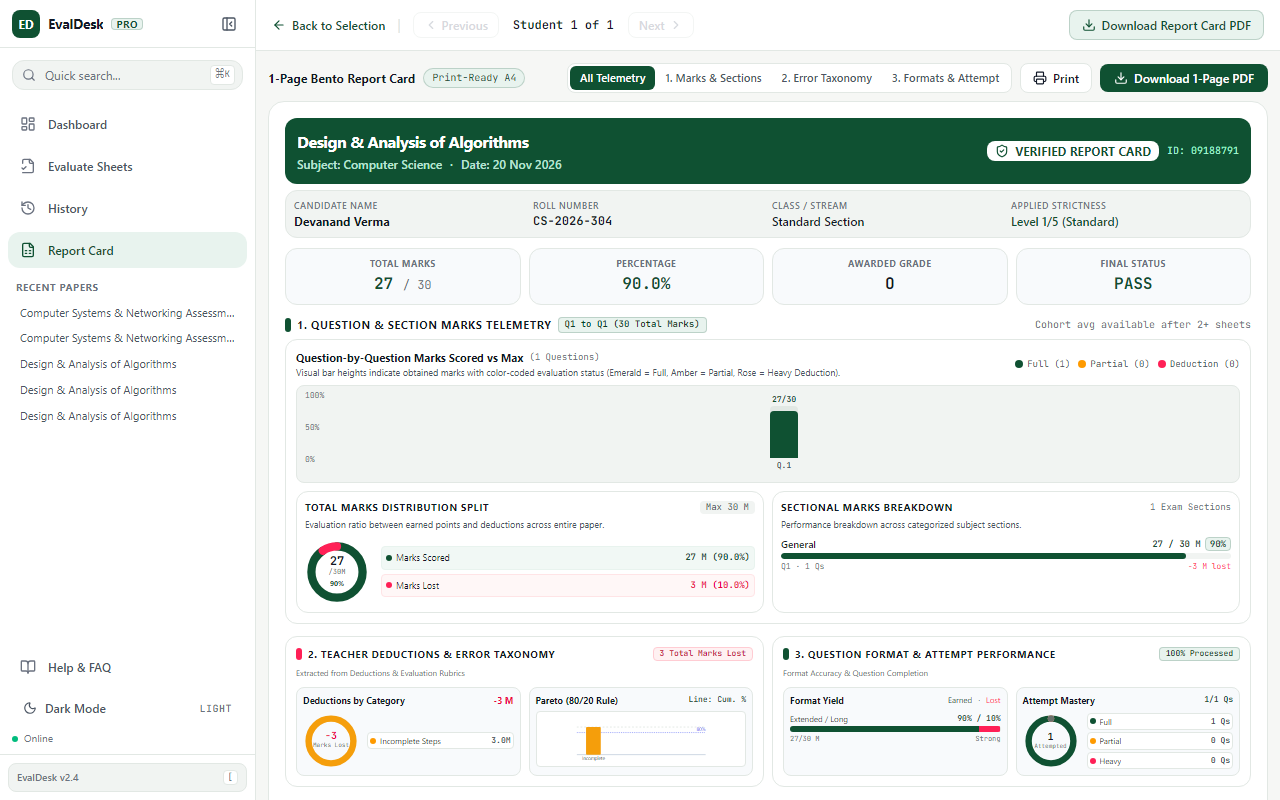 ED EvalDesk PRO
Quick search... ⌘K
Dashboard
Evaluate Sheets
History
Report Card
RECENT PAPERS
Computer Systems & Networking Assessm...
Computer Systems & Networking Assessm...
Design & Analysis of Algorithms
Design & Analysis of Algorithms
Design & Analysis of Algorithms
Help & FAQ
Dark Mode LIGHT
Online
EvalDesk v2.4 [
Back to Selection Previous Student 1 of 1 Next Download Report Card PDF
1-Page Bento Report Card Print-Ready A4 All Telemetry 1. Marks & Sections 2. Error Taxonomy 3. Formats & Attempt Print Download 1-Page PDF
Design & Analysis of Algorithms
Subject: Computer Science · Date: 20 Nov 2026
VERIFIED REPORT CARD ID: 09188791
CANDIDATE NAME ROLL NUMBER CLASS / STREAM APPLIED STRICTNESS
Devanand Verma CS-2026-304 Standard Section Level 1/5 (Standard)
TOTAL MARKS PERCENTAGE AWARDED GRADE FINAL STATUS
27 / 30 90.0% O PASS
1. QUESTION & SECTION MARKS TELEMETRY Q1 to Q1 (30 Total Marks) Cohort avg available after 2+ sheets
Question-by-Question Marks Scored vs Max (1 Questions)
Visual bar heights indicate obtained marks with color-coded evaluation status (Emerald = Full, Amber = Partial, Rose = Heavy Deduction).
Full (1) Partial (0) Deduction (0)
100%
50%
0%
27/30
Q.1
TOTAL MARKS DISTRIBUTION SPLIT Max 30 M
Evaluation ratio between earned points and deductions across entire paper.
27
/30M
90%
Marks Scored 27 M (90.0%)
Marks Lost 3 M (10.0%)
SECTIONAL MARKS BREAKDOWN 1 Exam Sections
Performance breakdown across categorized subject sections.
General 27 / 30 M 90%
Q1 · 1 Qs -3 M lost
2. TEACHER DEDUCTIONS & ERROR TAXONOMY 3 Total Marks Lost
Extracted from Deductions & Evaluation Rubrics
Deductions by Category -3 M
-3
Marks Lost
Incomplete Steps 3.0M
Pareto (80/20 Rule) Line: Cum. %
80%
Incomplete
3. QUESTION FORMAT & ATTEMPT PERFORMANCE 100% Processed
Format Accuracy & Question Completion
Format Yield Earned · Lost
Extended / Long 90% / 10%
27/30 M Strong
Attempt Mastery 1/1 Qs
1
Attempted
Full 1 Qs
Partial 0 Qs
Heavy 0 Qs